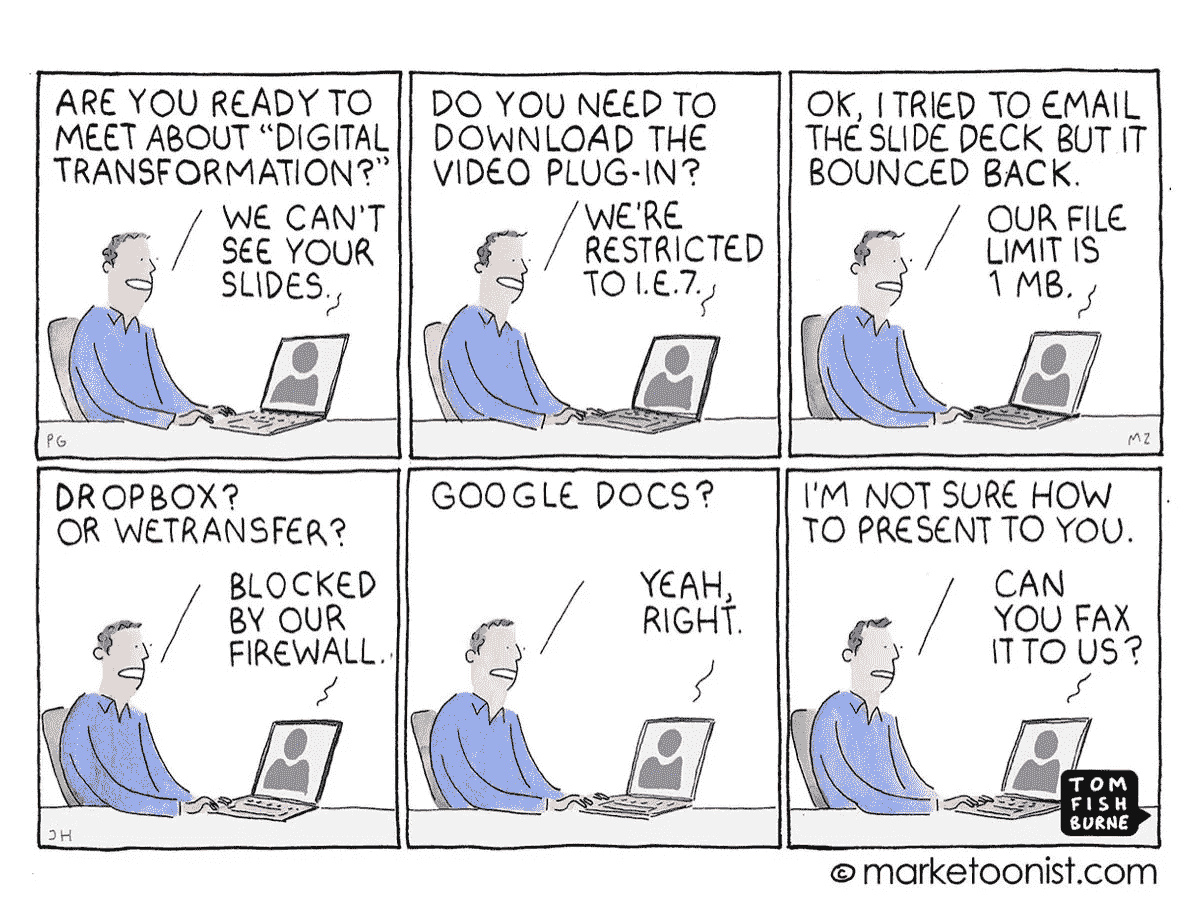 ARE YOU READY TO
MEET ABOUT “DIGITAL
TRANSFORMATION?”
WE CAN'T
SEE YOUR
SLIDES.
PG
DO YOU NEED TO
DOWNLOAD THE
VIDEO PLUG-IN?
WE'RE
RESTRICTED
TO I.E.7.
OK, I TRIED TO EMAIL
THE SLIDE DECK BUT IT
BOUNCED BACK.
OUR FILE
LIMIT IS
1 MB.
MZ
DROPBOX?
OR WETRANSFER?
BLOCKED
BY OUR
FIREWALL.
JH
GOOGLE DOCS?
YEAH,
RIGHT.
I'M NOT SURE HOW
TO PRESENT TO YOU.
CAN
YOU FAX
IT TO US?
TOM
FISH
BURNE
© marketoonist.com